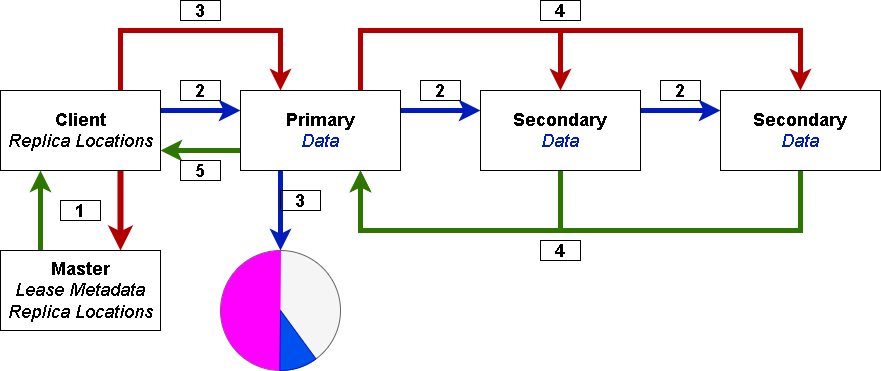 3
4
2
2
2
Client
Replica Locations
Primary
Data
Secondary
Data
Secondary
Data
5
1
3
4
Master
Lease Metadata
Replica Locations